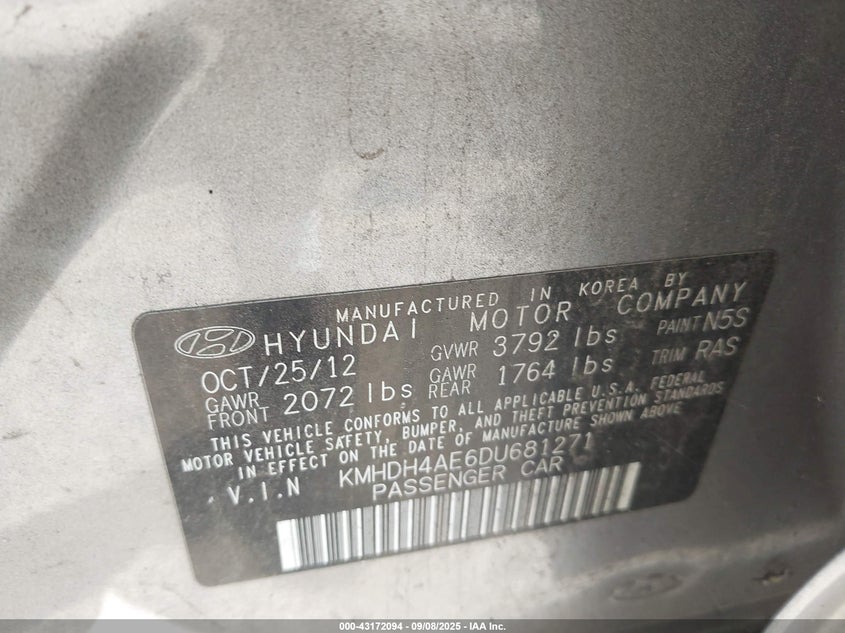 MANUFACTURED IN KOREA BY
HYUNDAI MOTOR COMPANY
OCT/25/12 GVWR 3792 lbs PAINT N5S
GAWR FRONT 2072 lbs GAWR REAR 1764 lbs TRIM RAS
THIS VEHICLE CONFORMS TO ALL APPLICABLE U.S.A. FEDERAL
MOTOR VEHICLE SAFETY, BUMPER, AND THEFT PREVENTION STANDARDS
IN EFFECT ON THE DATE OF MANUFACTURE SHOWN ABOVE
V.I.N KMHDH4AE6DU681271
PASSENGER CAR
000-43172094 - 09/08/2025 - IAA Inc.